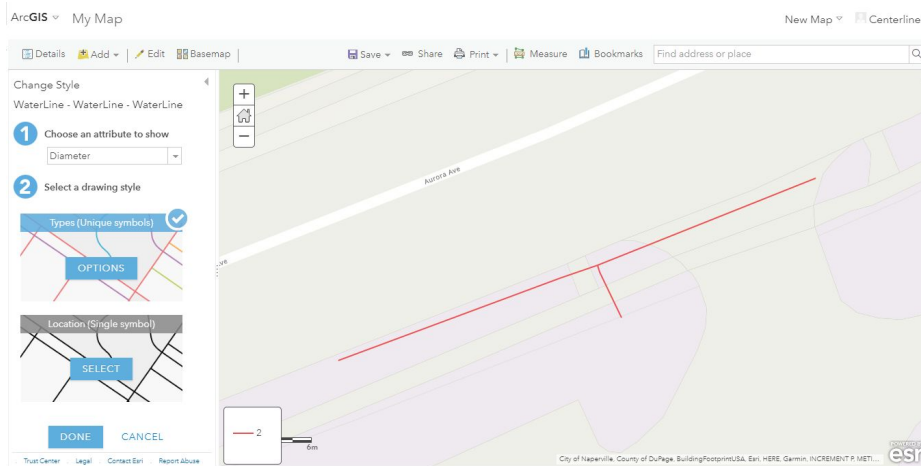 ArcGIS My Map New Map Centerline
Details Add Edit Basemap Save Share Print Measure Bookmarks Find address or place
Change Style
WaterLine - WaterLine - WaterLine
1 Choose an attribute to show
Diameter
2 Select a drawing style
Types (Unique symbols)
OPTIONS
Location (Single symbol)
SELECT
DONE CANCEL
Trust Center Legal Contact Esri Report Abuse
+
−
Aurora Ave
ve
2
6m
City of Naperville, County of DuPage, BuildingFootprintUSA, Esri, HERE, Garmin, INCREMENT P, METI...
POWERED BY
esri